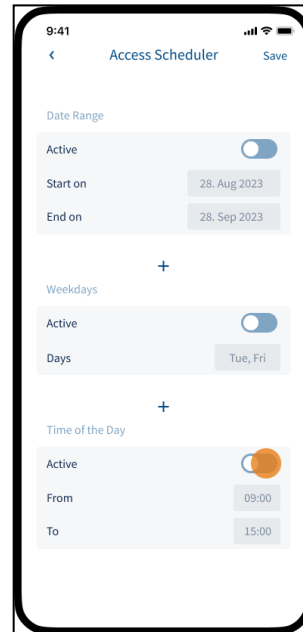 9:41
Access Scheduler Save
Date Range
Active
Start on 28. Aug 2023
End on 28. Sep 2023
+
Weekdays
Active
Days Tue, Fri
+
Time of the Day
Active
From 09:00
To 15:00